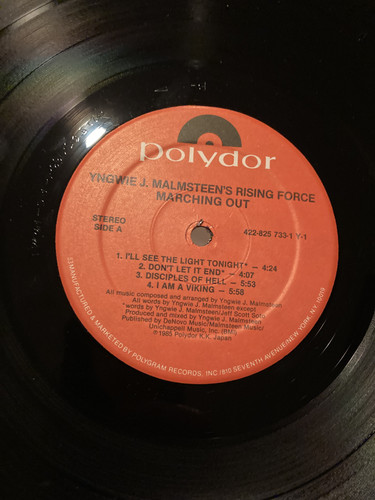 polydor
YNGWIE J. MALMSTEEN'S RISING FORCE
MARCHING OUT
STEREO
SIDE A
422-825 733-1 Y-1
1. I'LL SEE THE LIGHT TONIGHT* – 4:24
2. DON'T LET IT END* – 4:07
3. DISCIPLES OF HELL – 5:53
4. I AM A VIKING – 5:58
All music composed and arranged by Yngwie J. Malmsteen
All words by Yngwie J. Malmsteen except
*words by Yngwie J. Malmsteen/Jeff Scott Soto
Produced and mixed by Yngwie J. Malmsteen
Published by DeNovo Music/Malmsteen Music/
Unichappell Music, Inc. (BMI)
℗1985 Polydor K.K. Japan
MANUFACTURED & MARKETED BY POLYGRAM RECORDS, INC./810 SEVENTH AVENUE/NEW YORK, N.Y. 10019